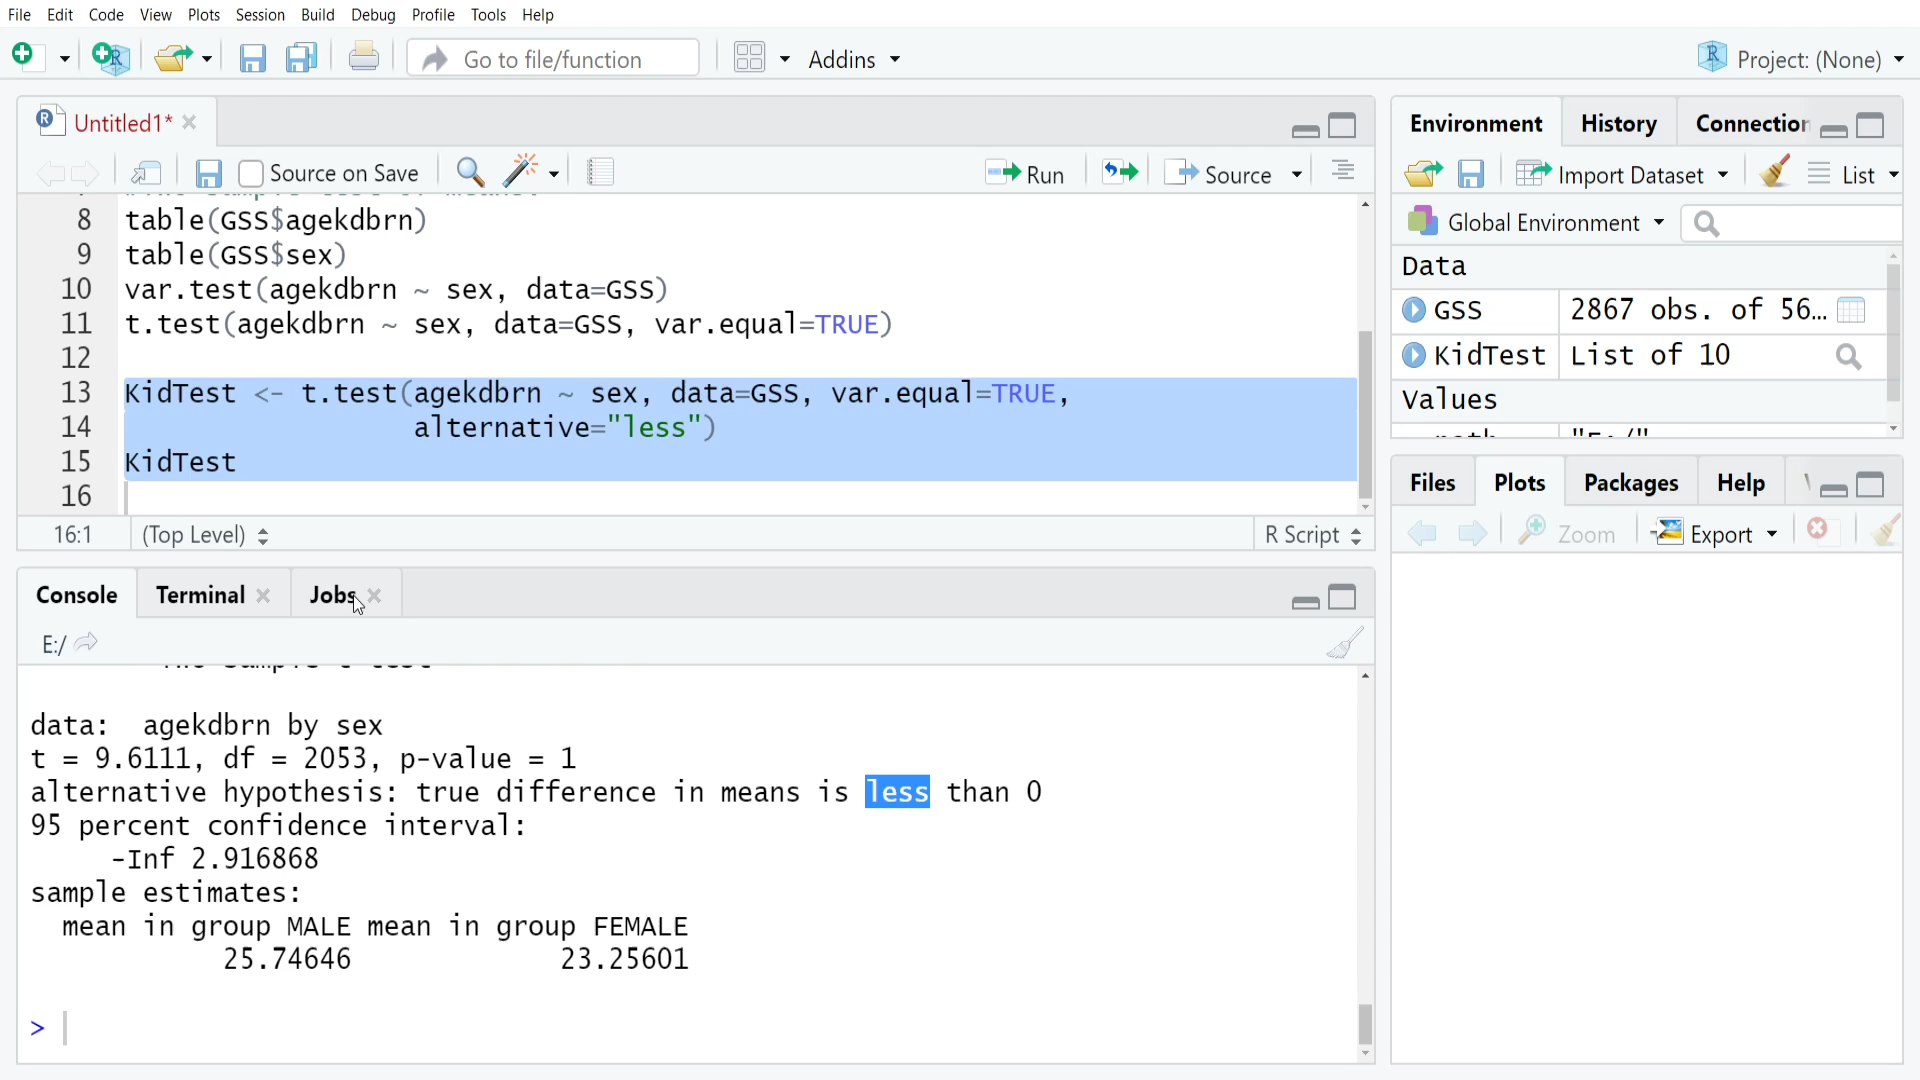 File Edit Code View Plots Session Build Debug Profile Tools Help
Go to file/function Addins Project: (None)
Untitled1*
Source on Save Run Source
8 table(GSS$agekdbrn)
9 table(GSS$sex)
10 var.test(agekdbrn ~ sex, data=GSS)
11 t.test(agekdbrn ~ sex, data=GSS, var.equal=TRUE)
12
13 KidTest <- t.test(agekdbrn ~ sex, data=GSS, var.equal=TRUE,
14 alternative="less")
15 KidTest
16
16:1 (Top Level) R Script
Console Terminal Jobs
E:/
data: agekdbrn by sex
t = 9.6111, df = 2053, p-value = 1
alternative hypothesis: true difference in means is less than 0
95 percent confidence interval:
-Inf 2.916868
sample estimates:
mean in group MALE mean in group FEMALE
25.74646 23.25601
>
Environment History Connection
Import Dataset List
Global Environment
Data
GSS 2867 obs. of 56…
KidTest List of 10
Values
Files Plots Packages Help
Zoom Export